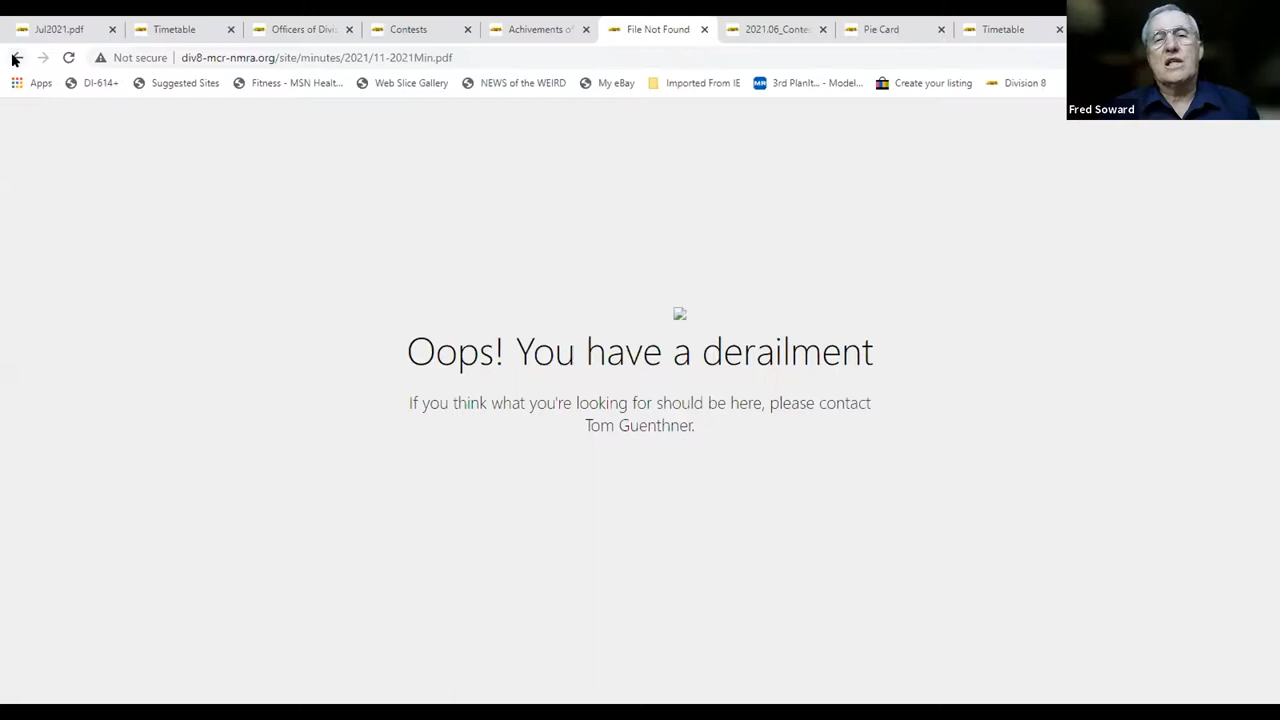 Jul2021.pdf
Timetable
Officers of Divi
Contests
Achivements of
File Not Found
2021.06_Conte
Pie Card
Timetable
Not secure
div8-mcr-nmra.org/site/minutes/2021/11-2021Min.pdf
Apps
DI-614+
Suggested Sites
Fitness - MSN Healt...
Web Slice Gallery
NEWS of the WEIRD
My eBay
Imported From IE
MR
3rd PlanIt... - Model...
Create your listing
Division 8
Fred Soward
Oops! You have a derailment
If you think what you're looking for should be here, please contact
Tom Guenthner.